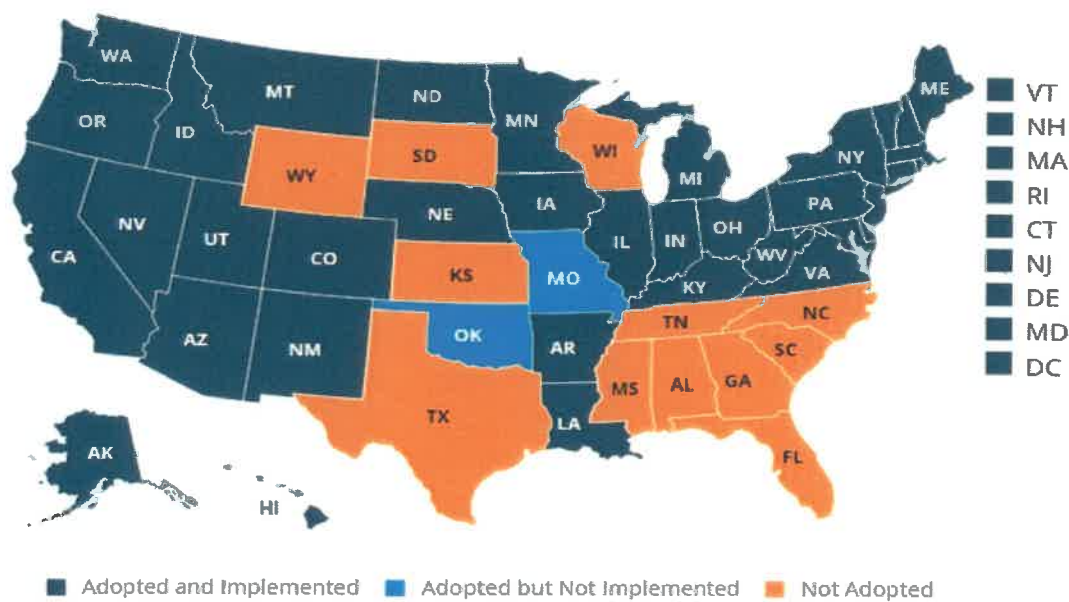 WA
MT
ND
MN
ME
OR
ID
SD
WI
WY
MI
NY
NE
IA
PA
NV
UT
IL
IN
OH
CA
CO
WV
VA
KS
MO
KY
AZ
NM
OK
AR
TN
NC
SC
TX
MS
AL
GA
LA
FL
AK
HI
VT
NH
MA
RI
CT
NJ
DE
MD
DC
Adopted and Implemented Adopted but Not Implemented Not Adopted